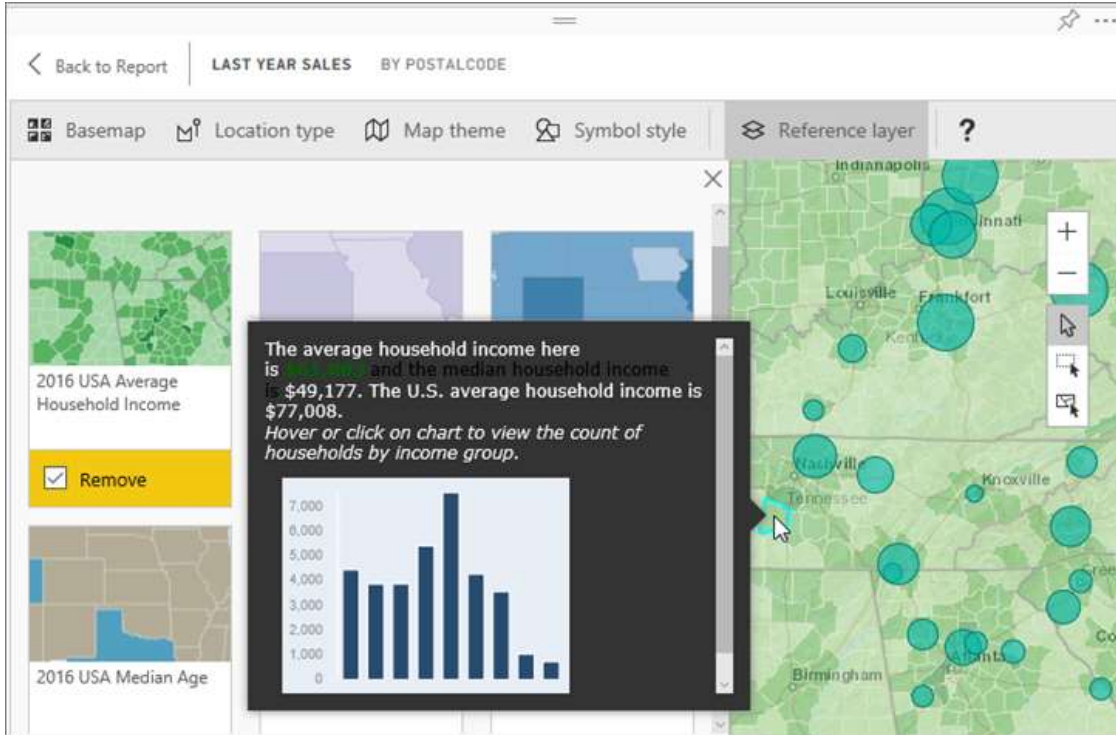 Back to Report
LAST YEAR SALES BY POSTALCODE
Basemap Location type Map theme Symbol style Reference layer ?
2016 USA Average
Household Income
Remove
2016 USA Median Age
The average household income here
is and the median household income
is $49,177. The U.S. average household income is
$77,008.
Hover or click on chart to view the count of
households by income group.
7,000
6,000
5,000
4,000
3,000
2,000
1,000
0
Indianapolis
Louisville Frankfort
Nashville
Knoxville
Tennessee
Atlanta
Birmingham